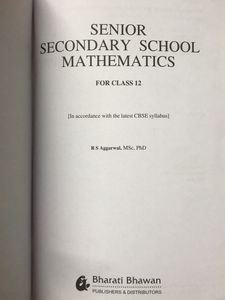 SENIOR
SECONDARY SCHOOL
MATHEMATICS
FOR CLASS 12
[In accordance with the latest CBSE syllabus]
R S Aggarwal, MSc, PhD
Bharati Bhawan
PUBLISHERS & DISTRIBUTORS